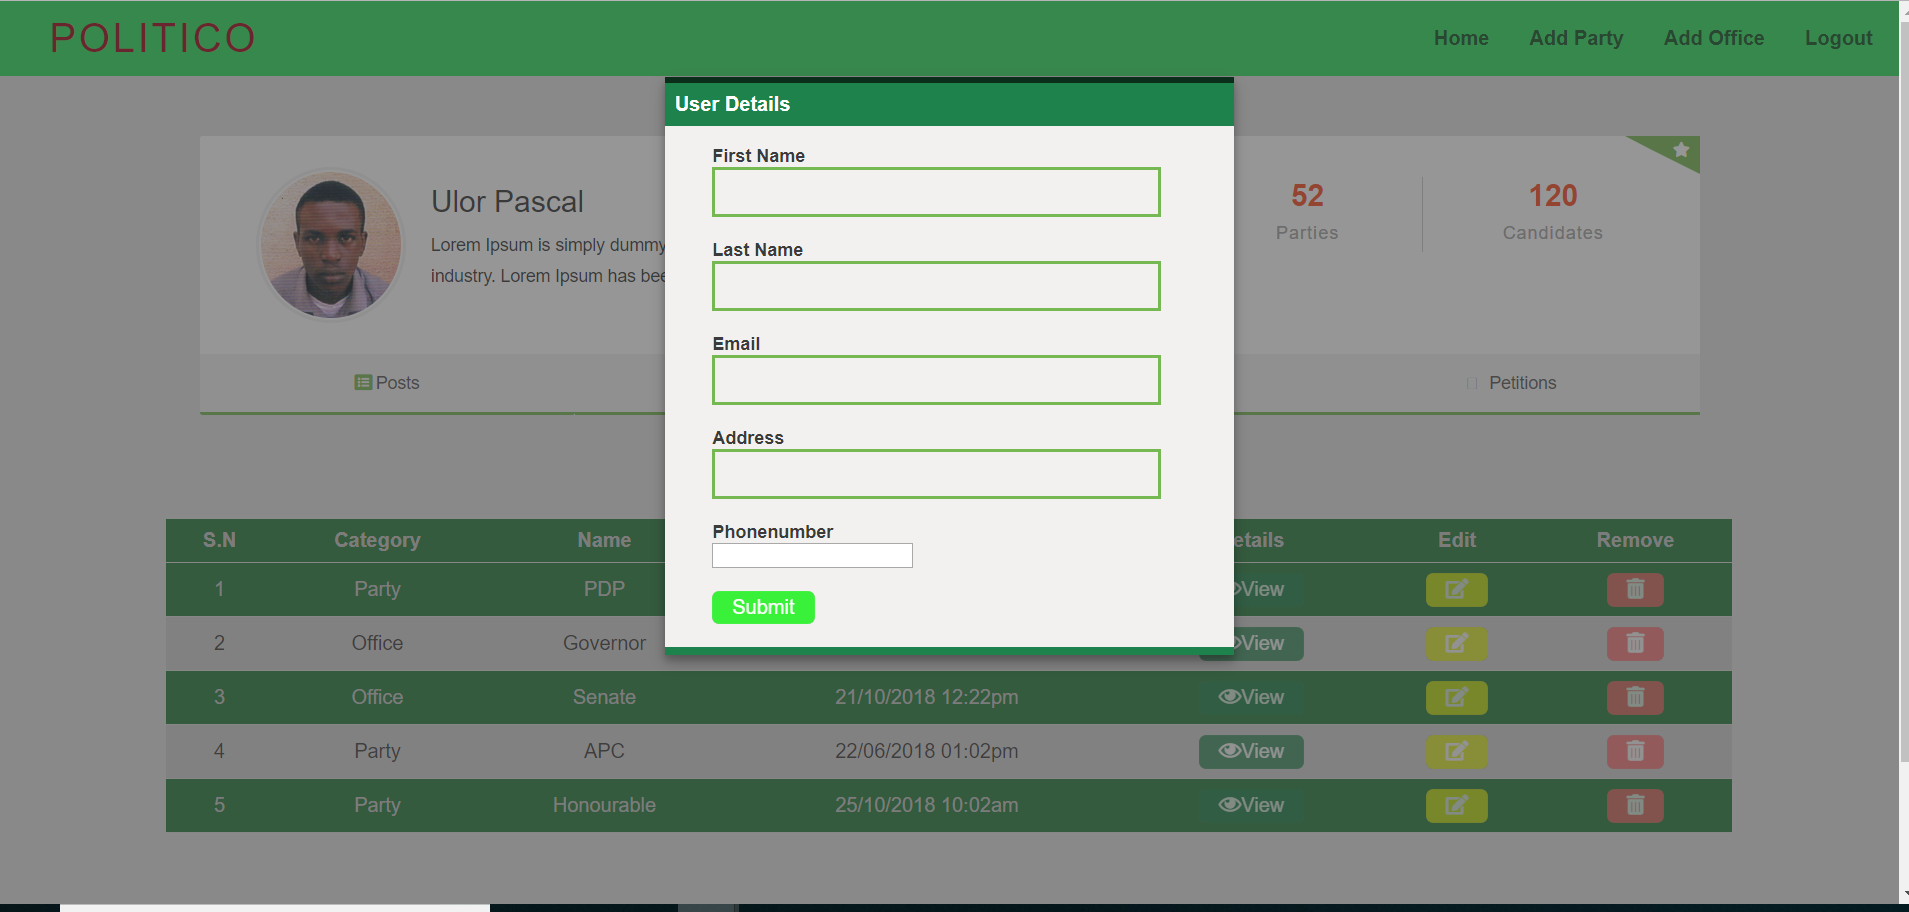 POLITICO
Home Add Party Add Office Logout
User Details
First Name
Last Name
Email
Address
Phonenumber
Submit
Ulor Pascal
Lorem Ipsum is simply dummy
industry. Lorem Ipsum has
52
Parties
120
Candidates
Posts
Petitions
S.N Category Name Edit Remove
1 Party PDP View
2 Office Governor View
3 Office Senate 21/10/2018 12:22pm View
4 Party APC 22/06/2018 01:02pm View
5 Party Honourable 25/10/2018 10:02am View